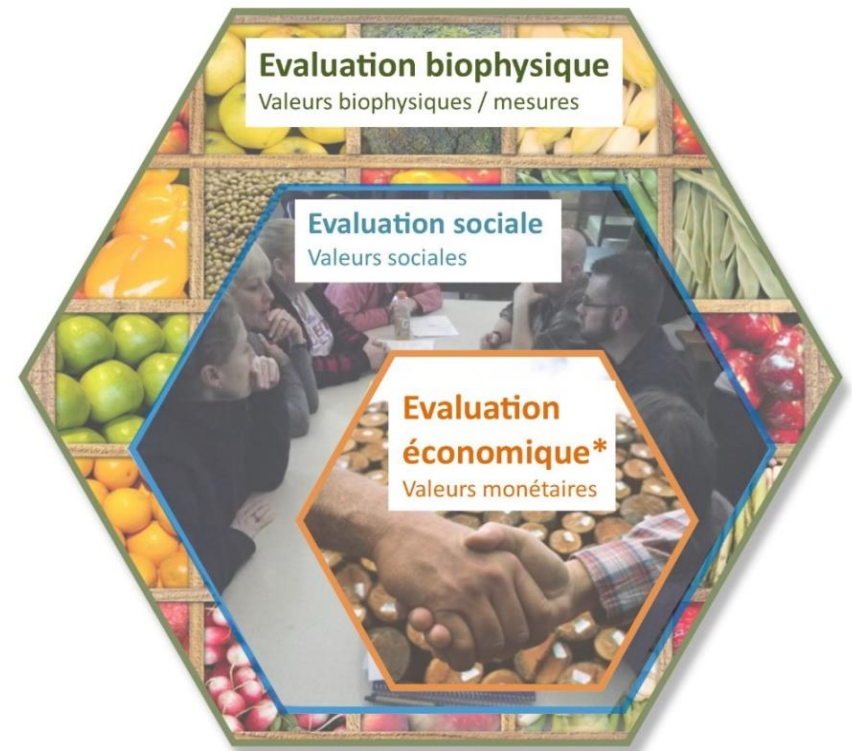 Evaluation biophysique
Valeurs biophysiques / mesures
Evaluation sociale
Valeurs sociales
Evaluation
économique*
Valeurs monétaires